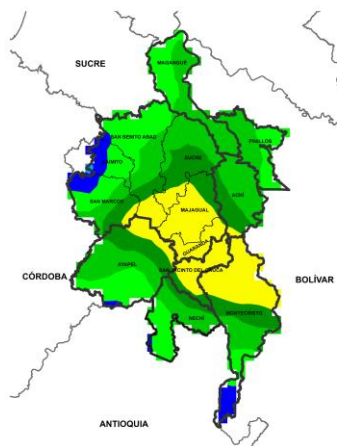 MAGANGUÉ
SUCRE
SAN BENITO ABAD
PINILLOS
SUCRE
CAIMITO
ACHÍ
SAN MARCOS
MAJAGUAL
GUARANDA
AYAPEL
SAN JACINTO DEL CAUCA
CÓRDOBA
BOLÍVAR
NECHÍ
MONTECRISTO
ANTIOQUIA